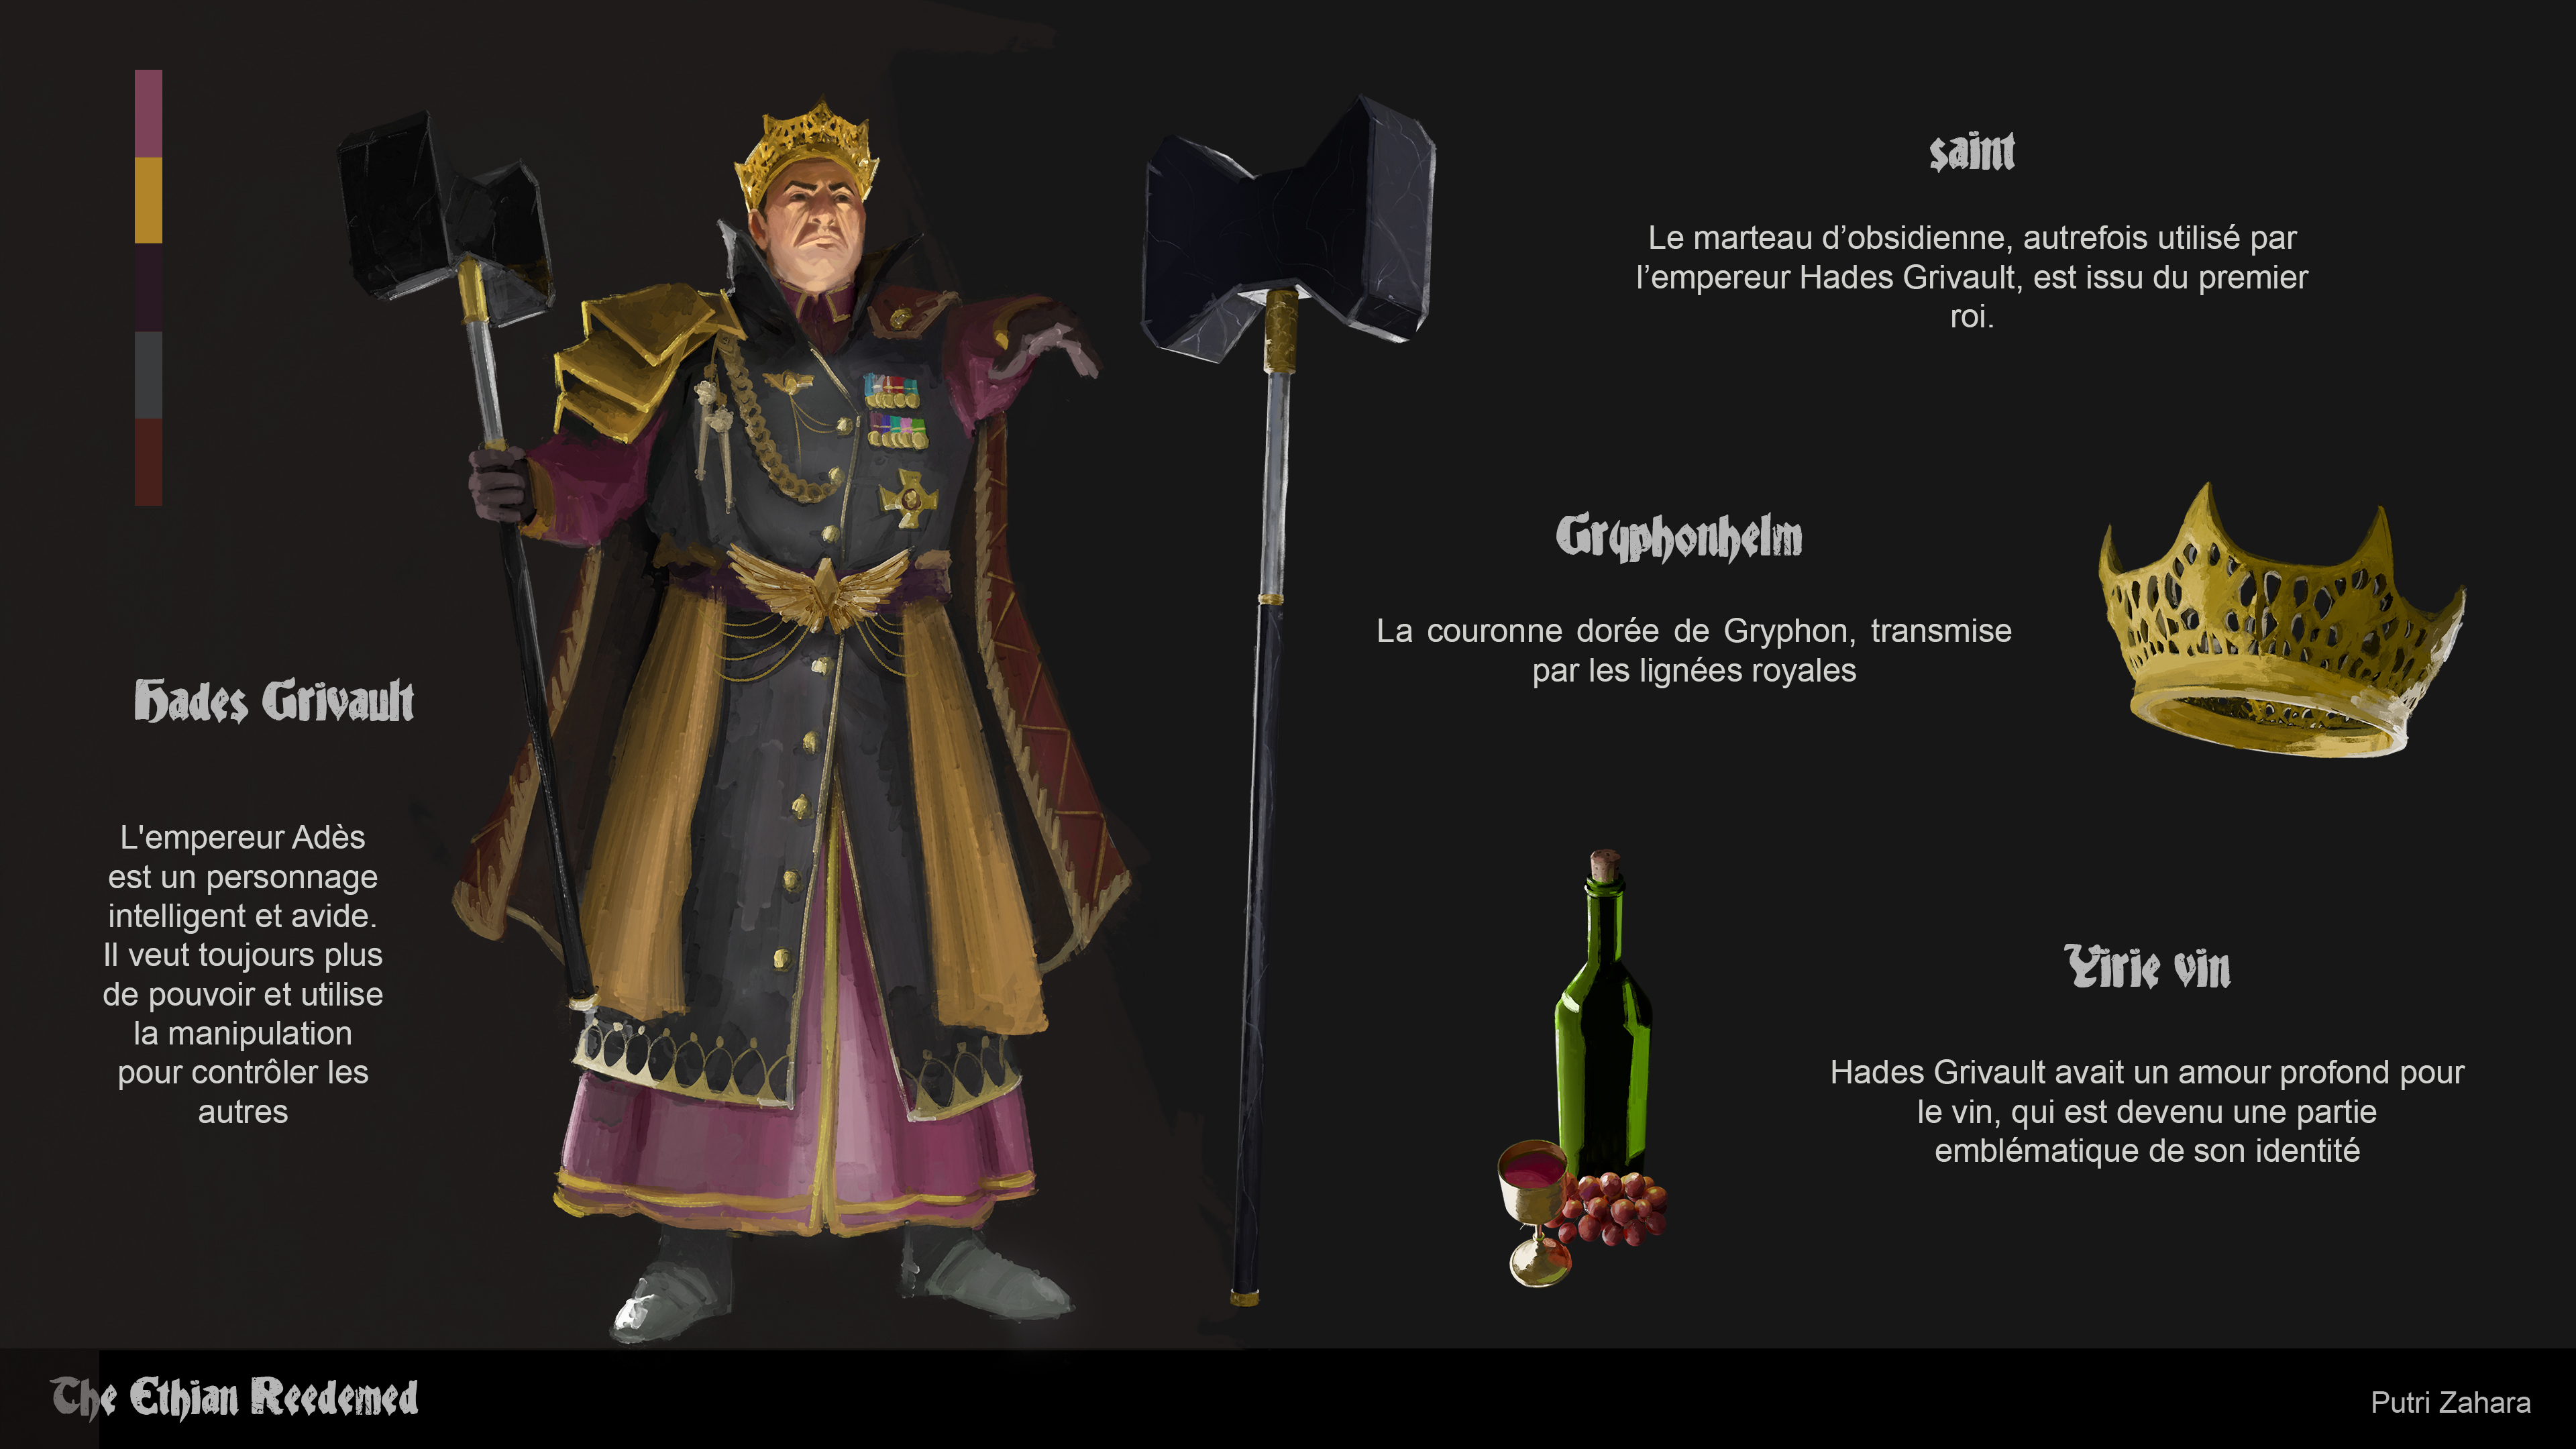 saint
Le marteau d’obsidienne, autrefois utilisé par
l’empereur Hades Grivault, est issu du premier
roi.
Gryphonhelm
La couronne dorée de Gryphon, transmise
par les lignées royales
Hades Grivault
L'empereur Adès
est un personnage
intelligent et avide.
Il veut toujours plus
de pouvoir et utilise
la manipulation
pour contrôler les
autres
Yirie vin
Hades Grivault avait un amour profond pour
le vin, qui est devenu une partie
emblématique de son identité
The Ethian Reedemed
Putri Zahara